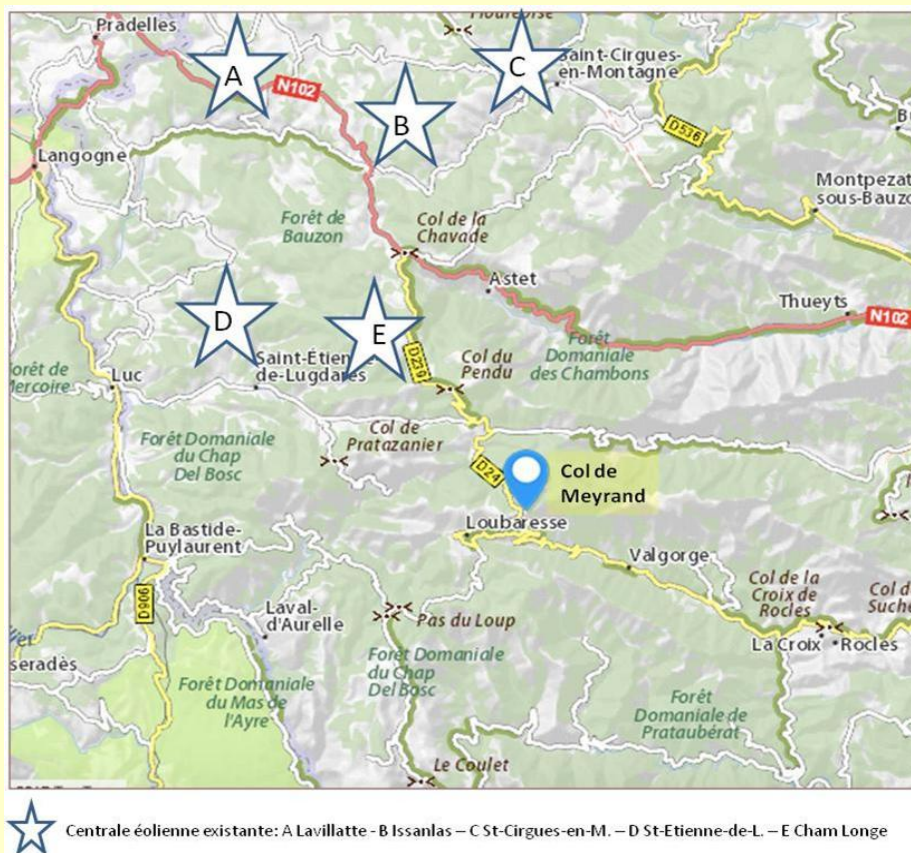 Pradelles
A
C
Saint-Cirgues-
en-Montagne
N102
B
D536
Langogne
Montpezat
sous-Bauzo
Forêt de
Bauzon
Col de la
Chavade
Astet
Thueyts
N102
D
E
Forêt
Domaniale
des Chambons
D239
Col du
Pendu
Saint-Étien
de-Lugdarès
orêt de
Mercoire
Luc
Col de
Pratazanier
Forêt Domaniale
du Chap
Del Bosc
D24
Col de
Meyrand
Loubaresse
La Bastide-
Puylaurent
Valgorge
Col de la
Croix de
Rocles
Col d
Suche
D906
Laval-
d'Aurelle
Pas du Loup
La Croix
Rocles
seradès
Forêt Domaniale
du Chap
Del Bosc
Forêt Domaniale
du Mas de
l'Ayre
Forêt
Domaniale de
Prataubérat
Le Coulet
Centrale éolienne existante: A Lavillatte - B Issanlas – C St-Cirgues-en-M. – D St-Etienne-de-L. – E Cham Longe